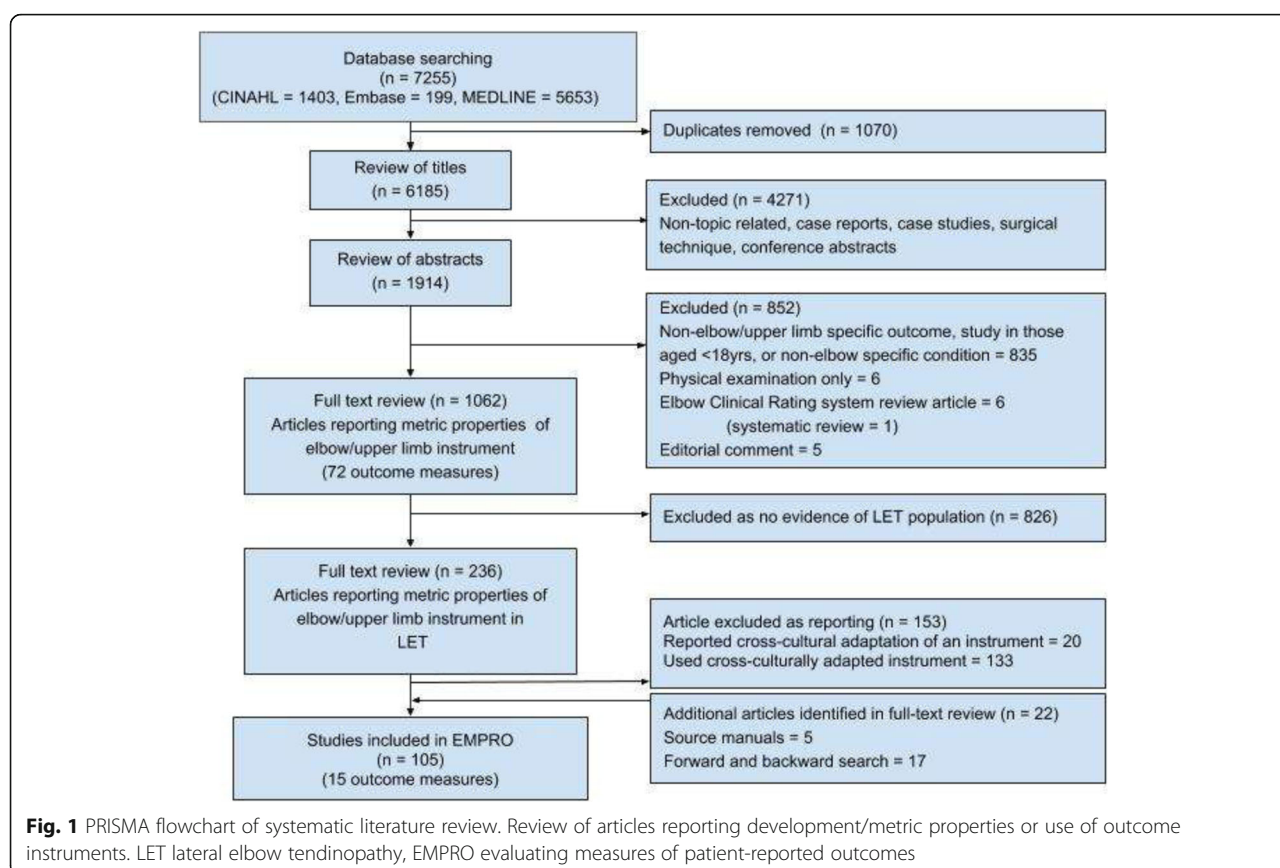 Database searching
(n = 7255)
(CINAHL = 1403, Embase = 199, MEDLINE = 5653)
Duplicates removed (n = 1070)
Review of titles
(n = 6185)
Excluded (n = 4271)
Non-topic related, case reports, case studies, surgical
technique, conference abstracts
Review of abstracts
(n = 1914)
Excluded (n = 852)
Non-elbow/upper limb specific outcome, study in those
aged <18yrs, or non-elbow specific condition = 835
Physical examination only = 6
Elbow Clinical Rating system review article = 6
(systematic review = 1)
Editorial comment = 5
Full text review (n = 1062)
Articles reporting metric properties of
elbow/upper limb instrument
(72 outcome measures)
Excluded as no evidence of LET population (n = 826)
Full text review (n = 236)
Articles reporting metric properties of
elbow/upper limb instrument in
LET
Article excluded as reporting (n = 153)
Reported cross-cultural adaptation of an instrument = 20
Used cross-culturally adapted instrument = 133
Additional articles identified in full-text review (n = 22)
Source manuals = 5
Forward and backward search = 17
Studies included in EMPRO
(n = 105)
(15 outcome measures)
Fig. 1 PRISMA flowchart of systematic literature review. Review of articles reporting development/metric properties or use of outcome
instruments. LET lateral elbow tendinopathy, EMPRO evaluating measures of patient-reported outcomes